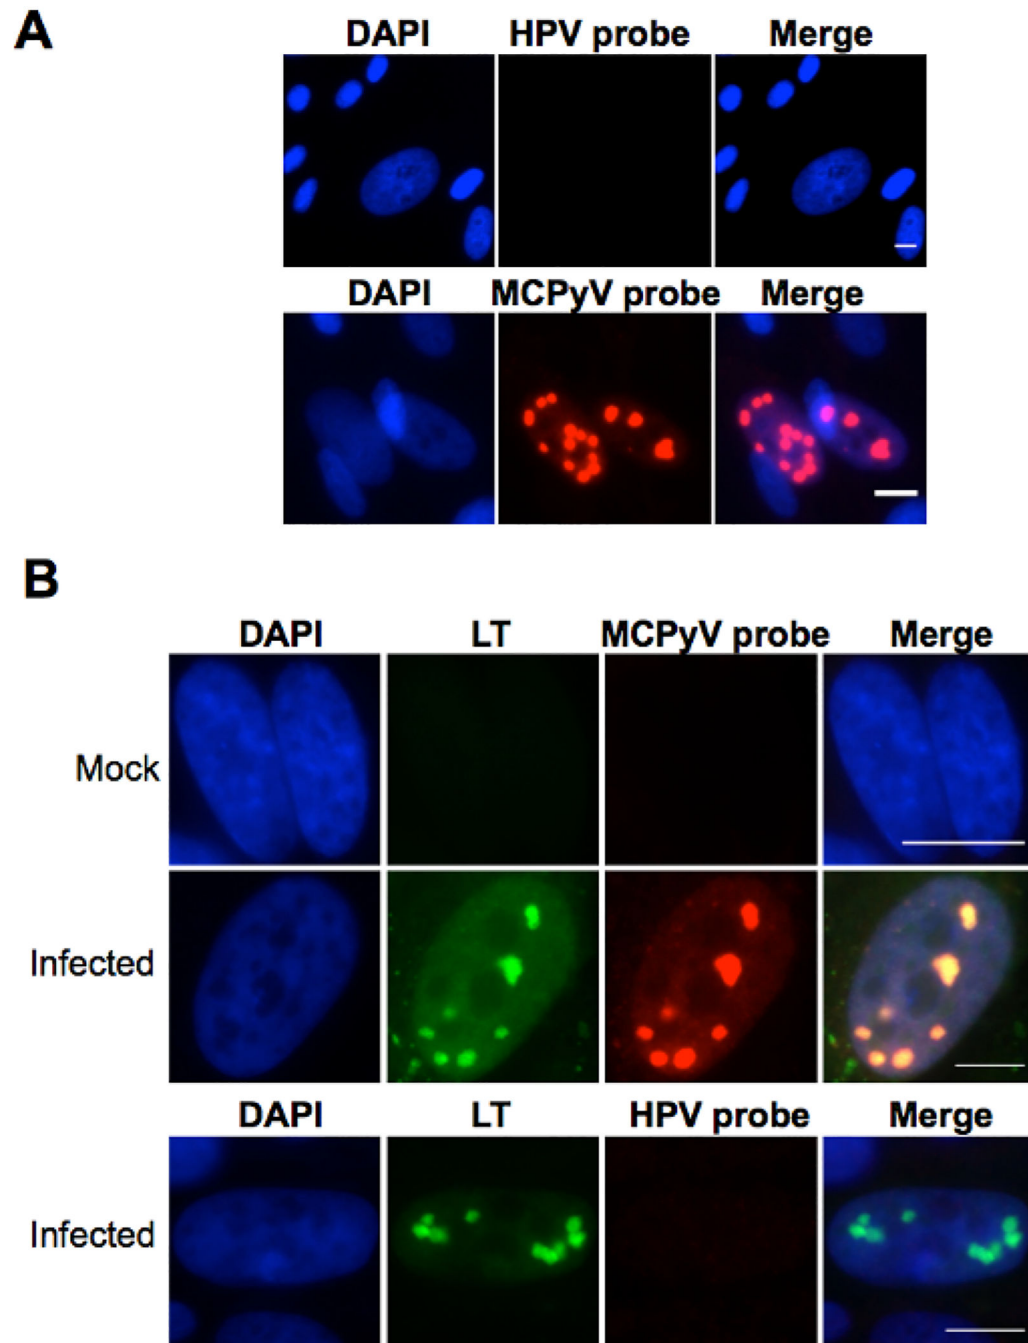 A
DAPI HPV probe Merge
DAPI MCPyV probe Merge
B
DAPI LT MCPyV probe Merge
Mock
Infected
DAPI LT HPV probe Merge
Infected